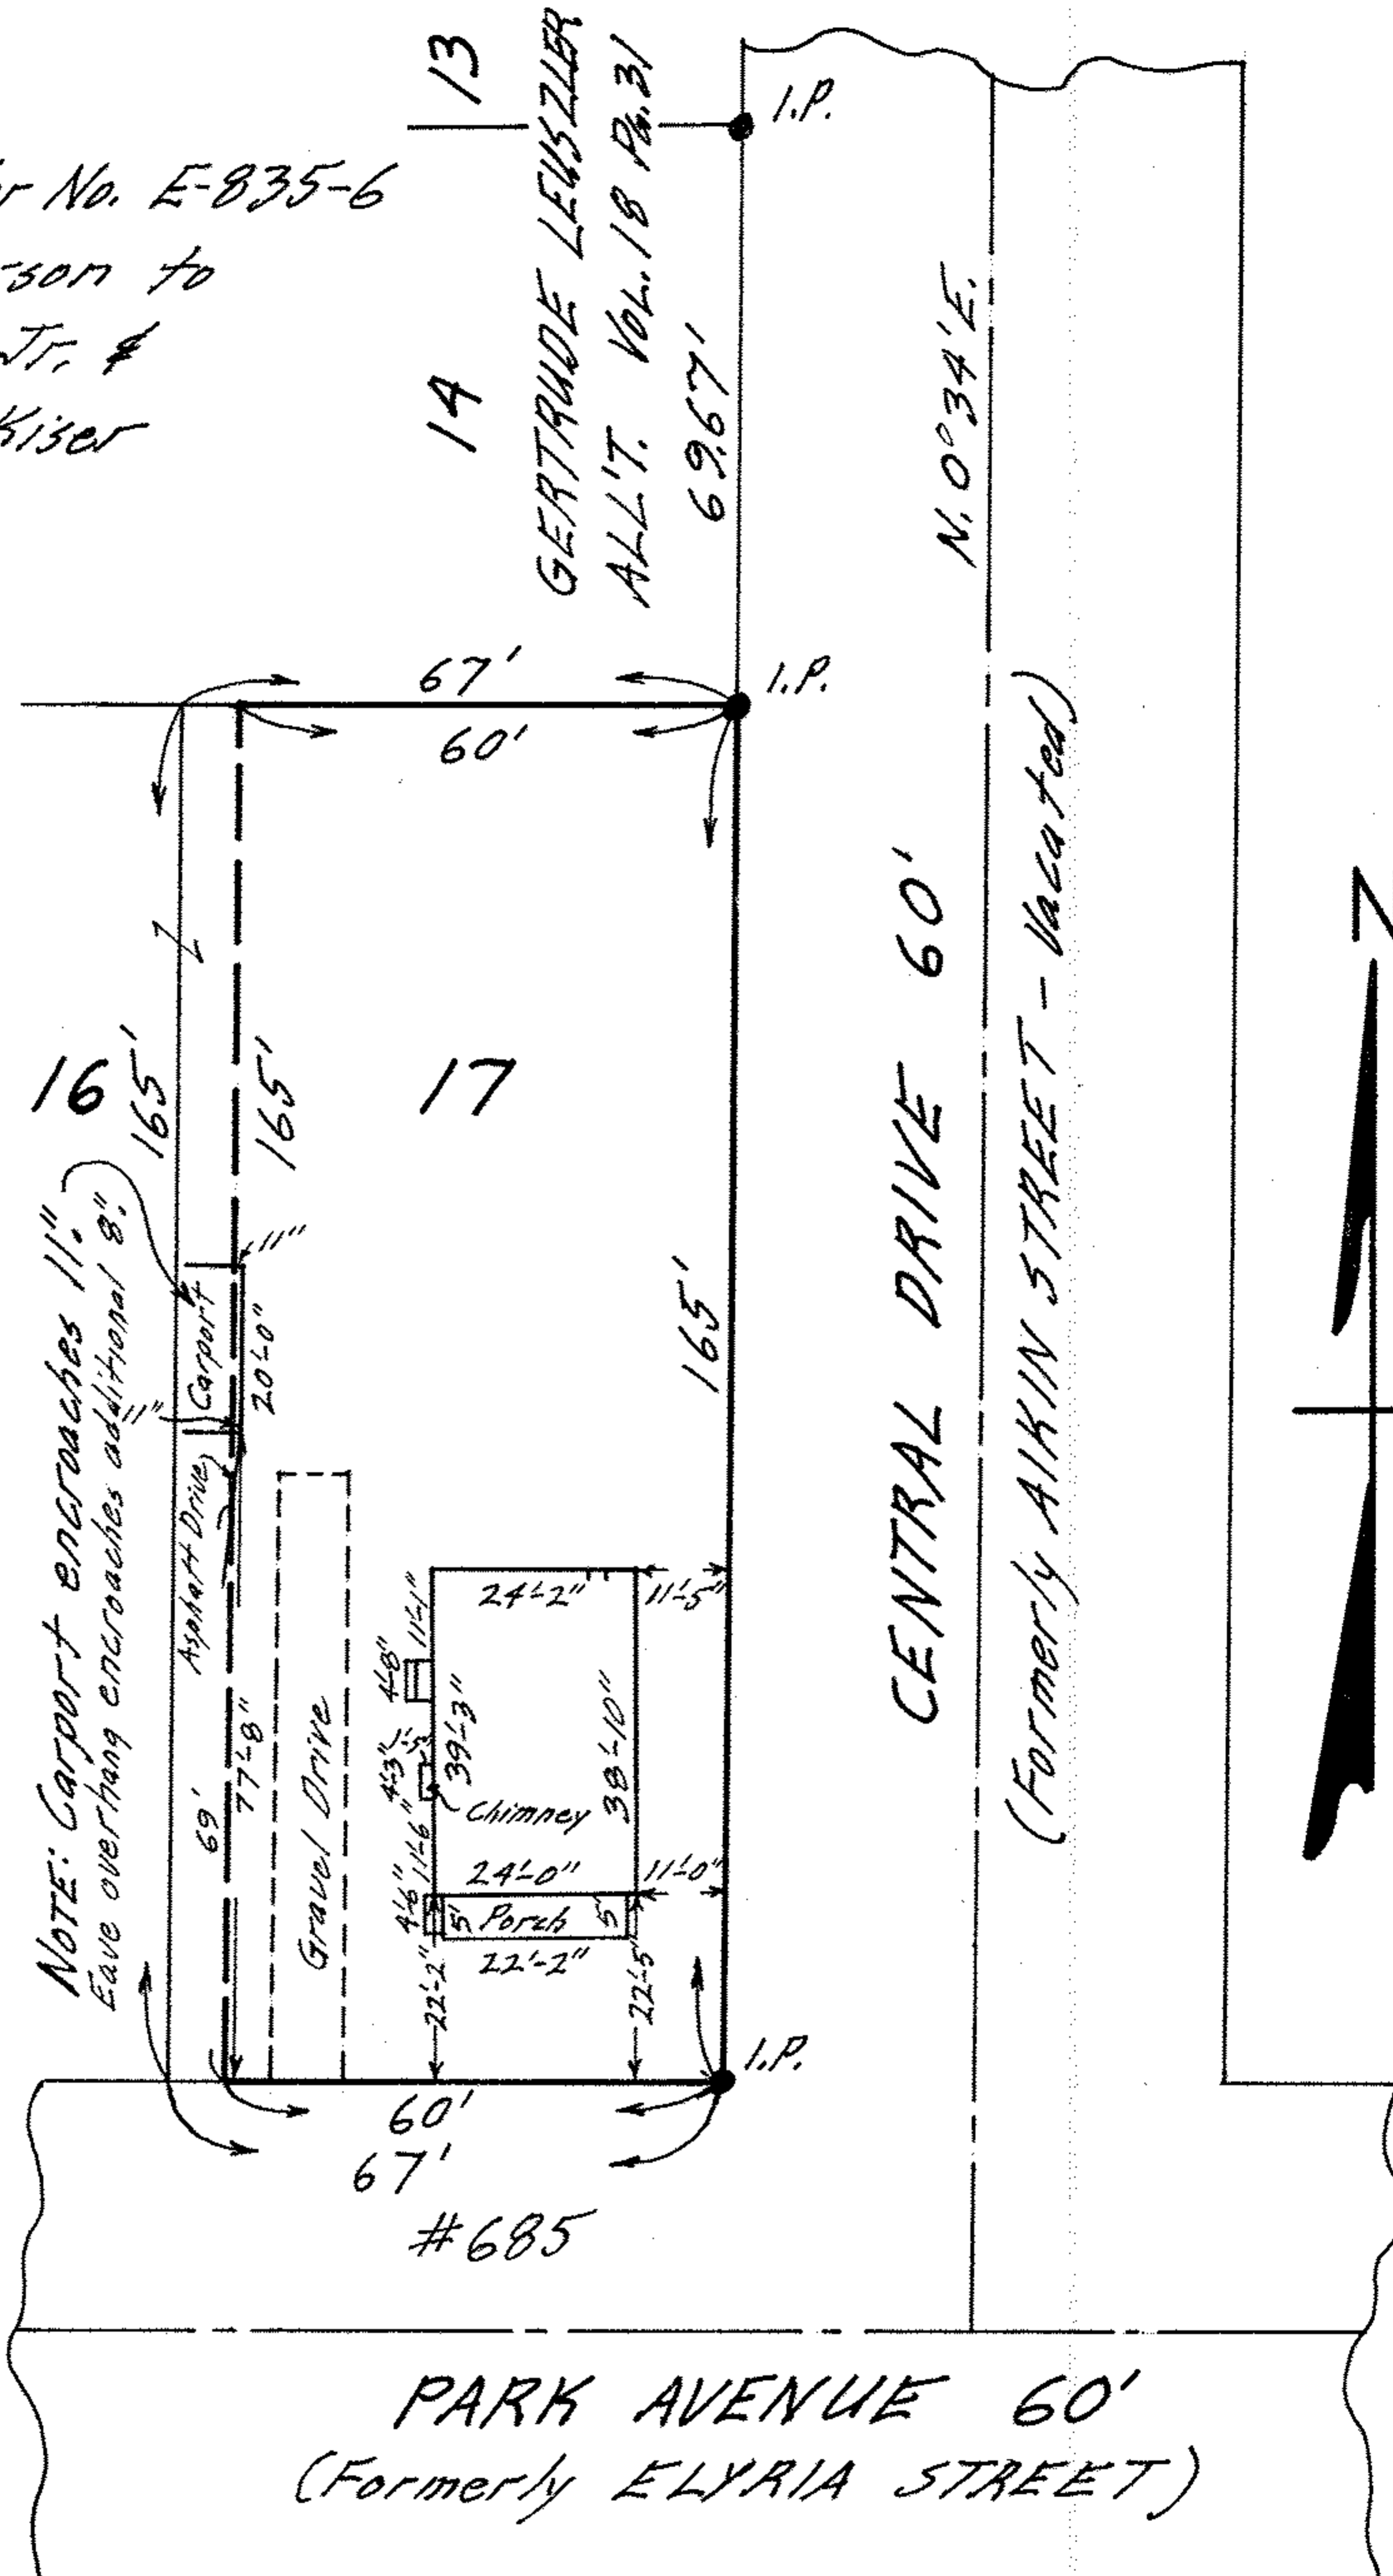 13
I.P.
No. E-835-6
to
Jr. &
Kiser
14
GERTRUDE LEUSZLER
ALL'T. VOL. 18 PG. 31
69.67'
N. 0° 34' E.
67'
I.P.
60'
N
16
165'
165'
17
165'
CENTRAL DRIVE 60'
(Formerly AIKIN STREET - Vacated)
NOTE: Carport encroaches 11".
Eave overhang encroaches additional 8".
11"
Carport
20'-0"
11"
Asphalt Drive
24'-2"
11'-5"
11'-1"
4'-8"
39'-3"
38'-10"
4'-3"
Chimney
11'-6"
77'-8"
69'
Gravel Drive
24'-0"
11'-0"
4'-6"
5'
Porch
5'
22'-2"
22'-2"
22'-5"
I.P.
60'
67'
#685
PARK AVENUE 60'
(Formerly ELYRIA STREET)